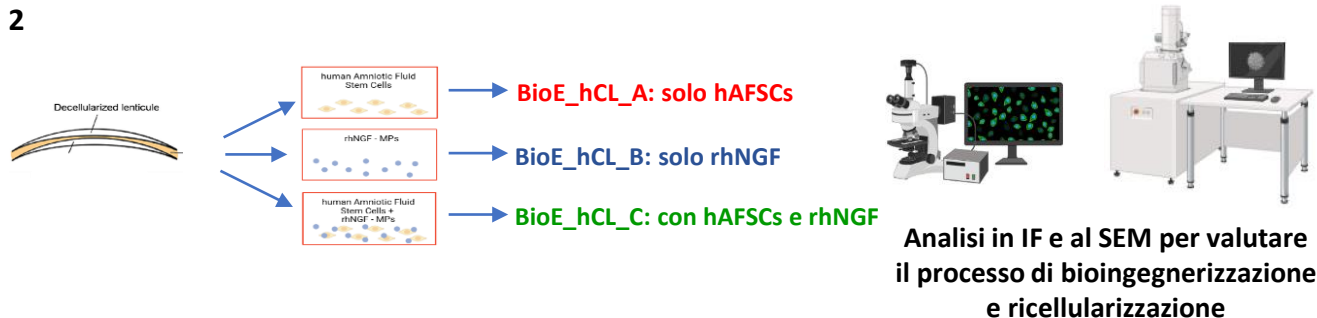 2
Decellularized lenticule
human Amniotic Fluid
Stem Cells
BioE_hCL_A: solo hAFSCs
rhNGF - MPs
BioE_hCL_B: solo rhNGF
human Amniotic Fluid
Stem Cells +
rhNGF - MPs
BioE_hCL_C: con hAFSCs e rhNGF
Analisi in IF e al SEM per valutare
il processo di bioingegnerizzazione
e ricellularizzazione